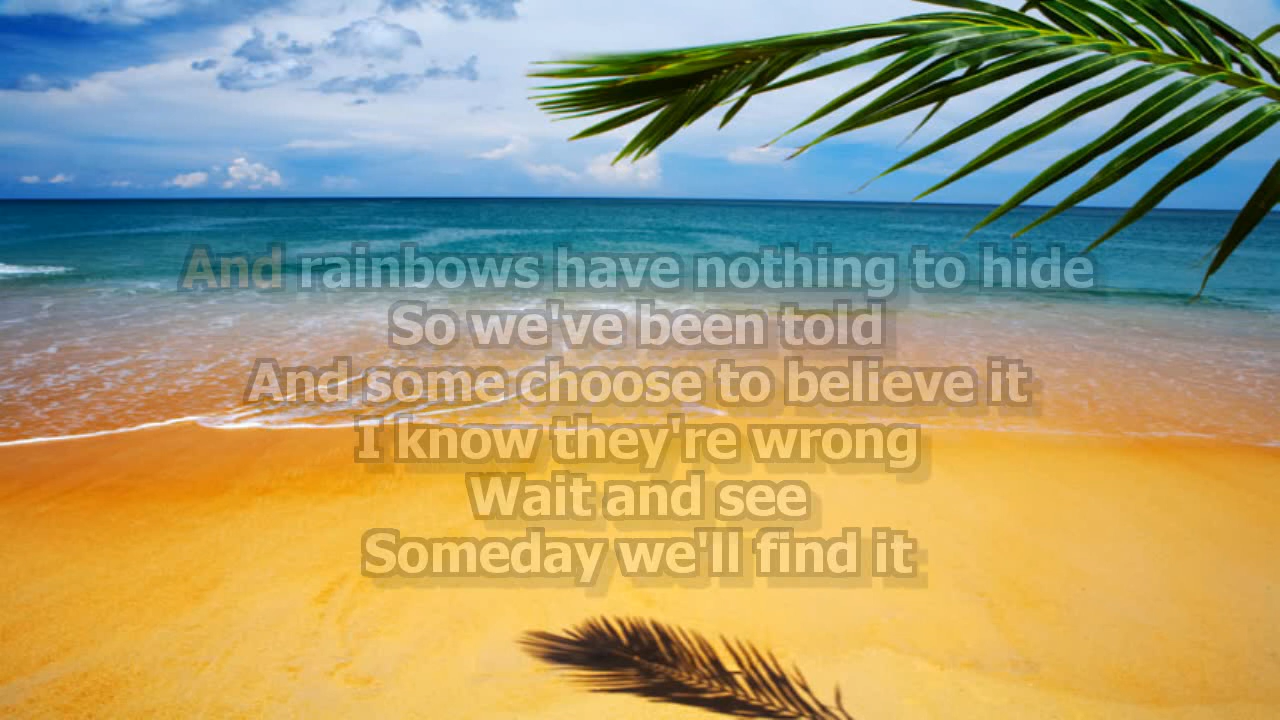 And rainbows have nothing to hide
So we've been told
And some choose to believe it
I know they're wrong
Wait and see
Someday we'll find it